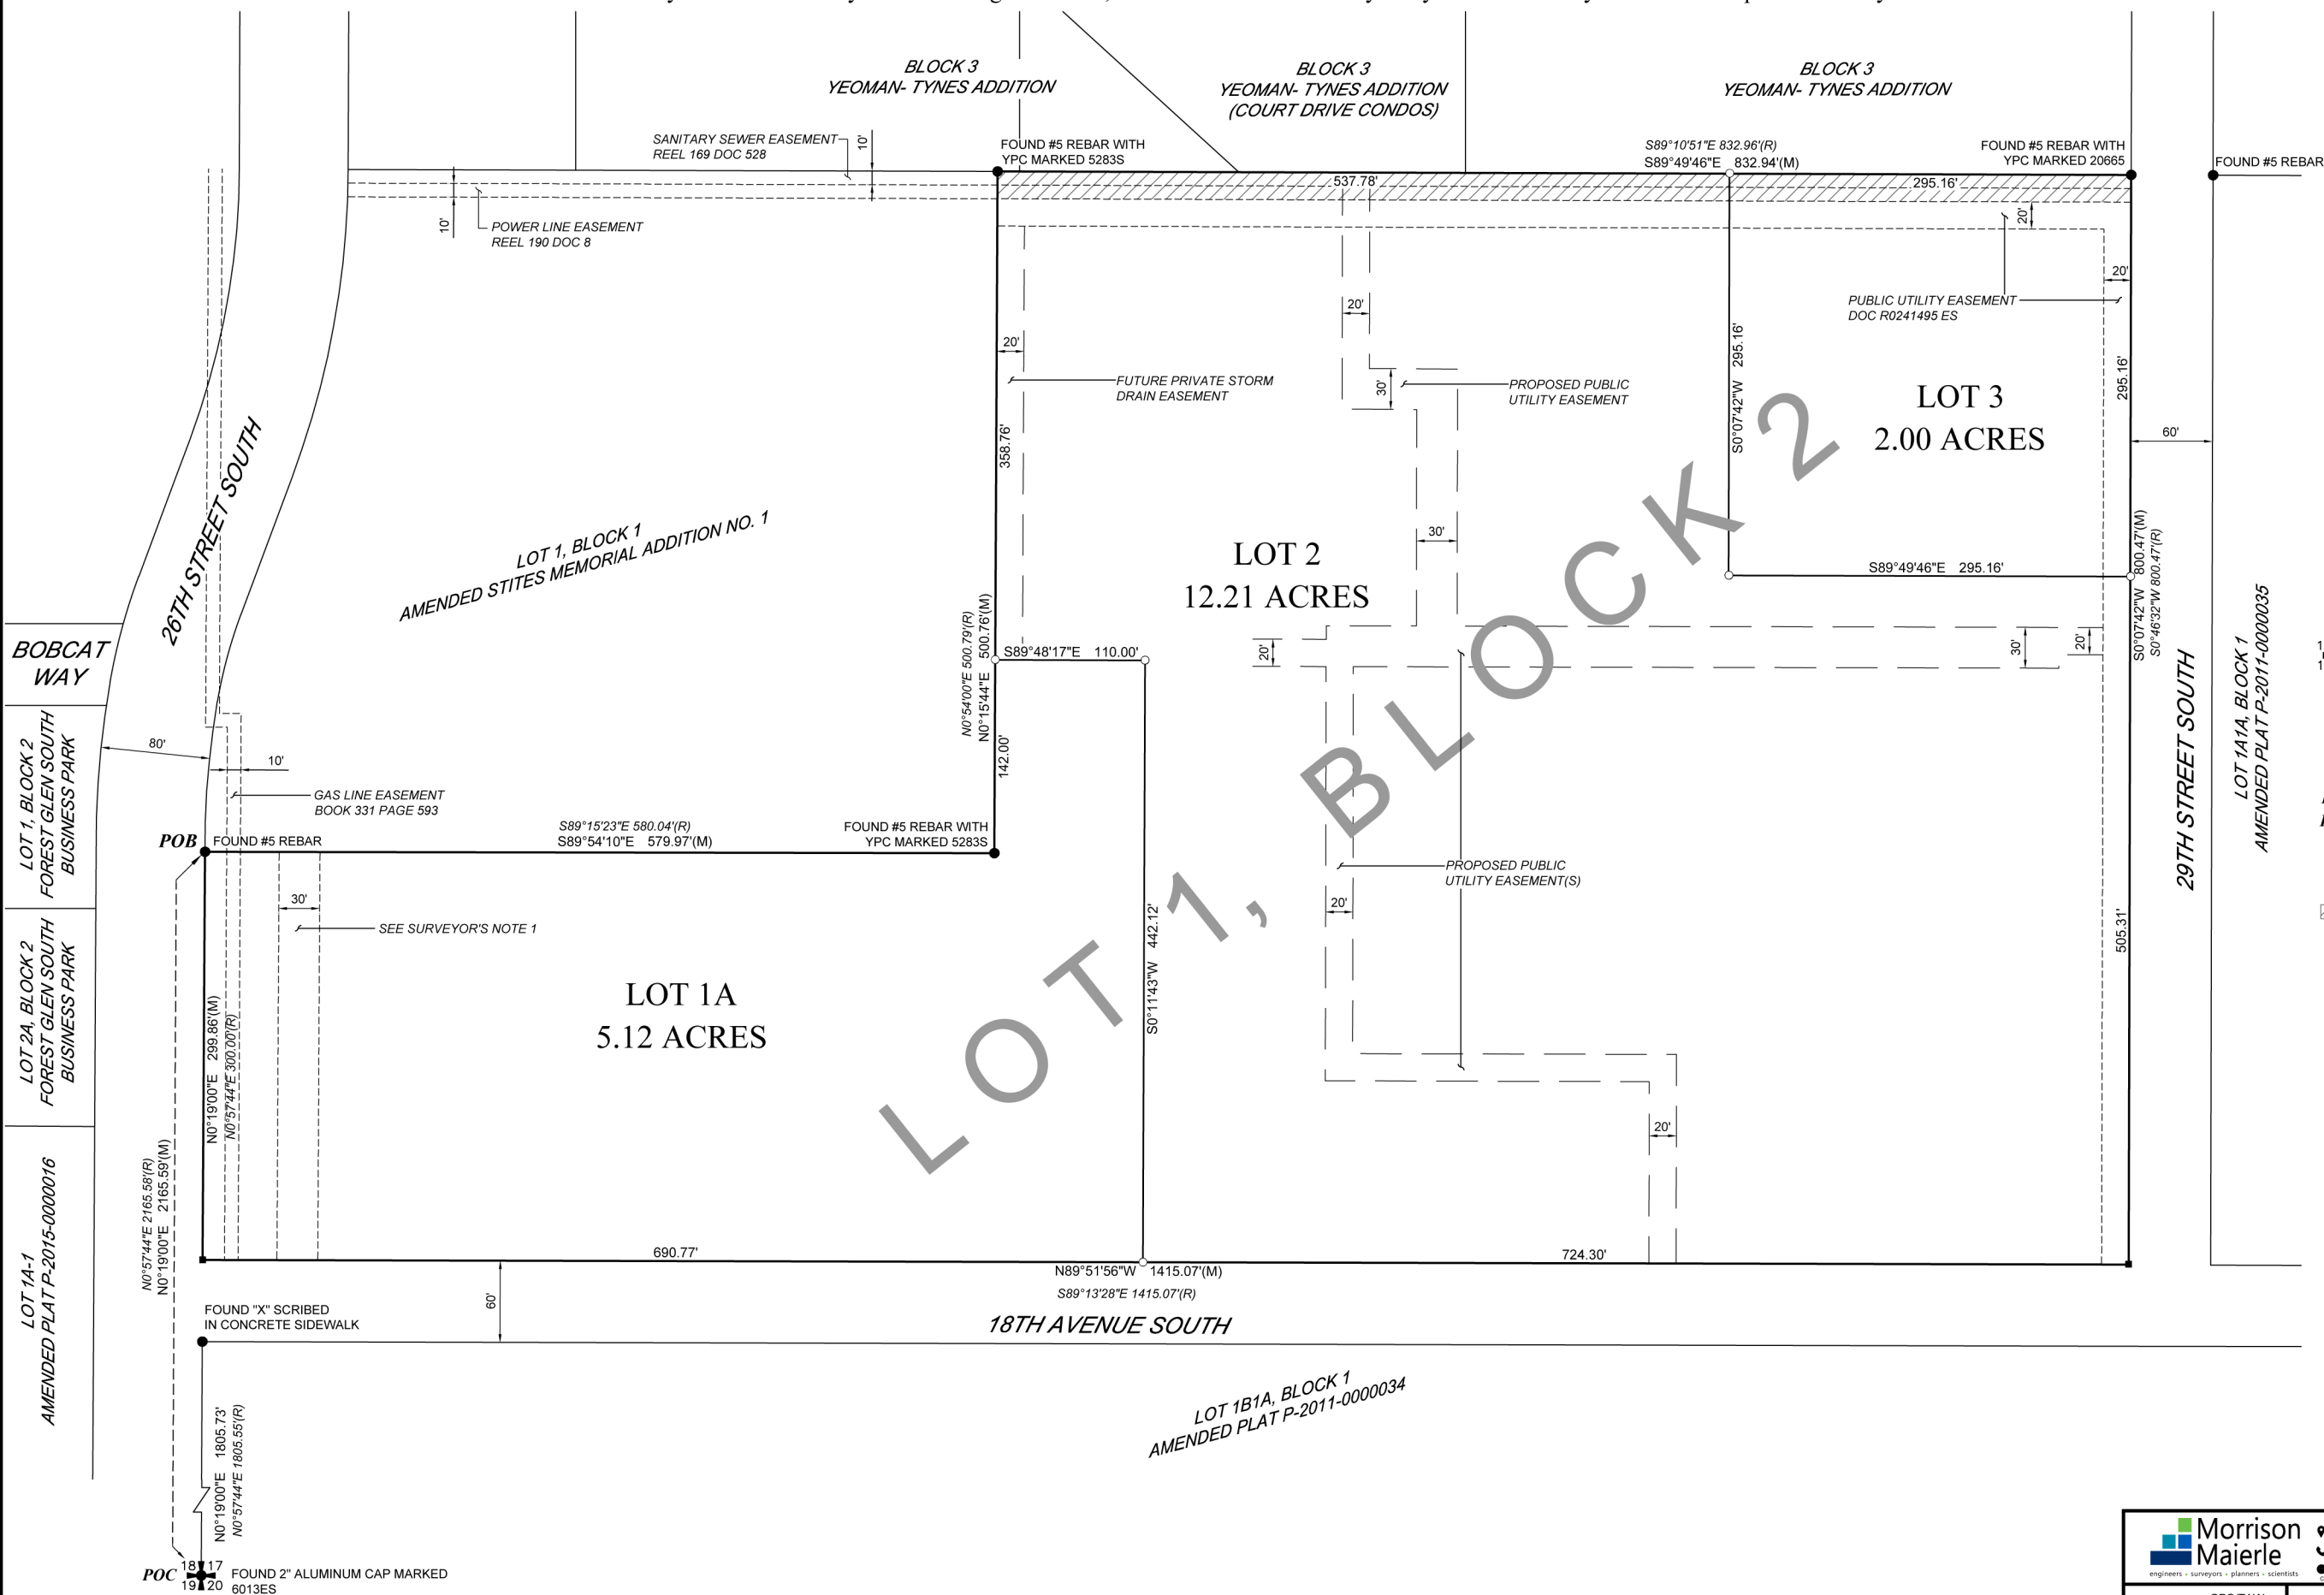 BLOCK 3
YEOMAN- TYNES ADDITION
BLOCK 3
YEOMAN- TYNES ADDITION
(COURT DRIVE CONDOS)
BLOCK 3
YEOMAN- TYNES ADDITION
SANITARY SEWER EASEMENT
REEL 169 DOC 528
10'
FOUND #5 REBAR WITH
YPC MARKED 5283S
S89°10'51"E 832.96'(R)
S89°49'46"E 832.94'(M)
FOUND #5 REBAR WITH
YPC MARKED 20665
FOUND #5 REBAR
537.78'
295.16'
10'
POWER LINE EASEMENT
REEL 190 DOC 8
20'
20'
PUBLIC UTILITY EASEMENT
DOC R0241495 ES
20'
20'
FUTURE PRIVATE STORM
DRAIN EASEMENT
30'
PROPOSED PUBLIC
UTILITY EASEMENT
S0°07'42"W 295.16'
LOT 3
2.00 ACRES
295.16'
60'
358.76'
26TH STREET SOUTH
LOT 1, BLOCK 1
AMENDED STITES MEMORIAL ADDITION NO. 1
LOT 2
12.21 ACRES
30'
S89°49'46"E 295.16'
S0°07'42"W 800.47'(M)
S0°46'32"W 800.47'(R)
BOBCAT
WAY
N0°54'00"E 500.79'(R)
N0°15'44"E 500.76'(M)
S89°48'17"E 110.00'
20'
30'
20'
29TH STREET SOUTH
LOT 1A1A, BLOCK 1
AMENDED PLAT P-2011-0000035
LOT 1, BLOCK 2
FOREST GLEN SOUTH
BUSINESS PARK
80'
10'
142.00'
GAS LINE EASEMENT
BOOK 331 PAGE 593
POB
FOUND #5 REBAR
S89°15'23"E 580.04'(R)
S89°54'10"E 579.97'(M)
FOUND #5 REBAR WITH
YPC MARKED 5283S
PROPOSED PUBLIC
UTILITY EASEMENT(S)
30'
SEE SURVEYOR'S NOTE 1
20'
S0°11'43"W 442.12'
505.31'
LOT 1, BLOCK 2
LOT 2A, BLOCK 2
FOREST GLEN SOUTH
BUSINESS PARK
LOT 1A
5.12 ACRES
N0°19'00"E 299.86'(M)
N0°57'44"E 300.00'(R)
20'
N0°57'44"E 2165.58'(R)
N0°19'00"E 2165.59'(M)
LOT 1A-1
AMENDED PLAT P-2015-0000016
690.77'
724.30'
N89°51'56"W 1415.07'(M)
S89°13'28"E 1415.07'(R)
60'
18TH AVENUE SOUTH
FOUND "X" SCRIBED
IN CONCRETE SIDEWALK
LOT 1B1A, BLOCK 1
AMENDED PLAT P-2011-0000034
N0°19'00"E 1805.73'
N0°57'44"E 1805.55'(R)
POC
18 17
19 20
FOUND 2" ALUMINUM CAP MARKED
6013ES
Morrison
Maierle
engineers - surveyors - planners - scientists